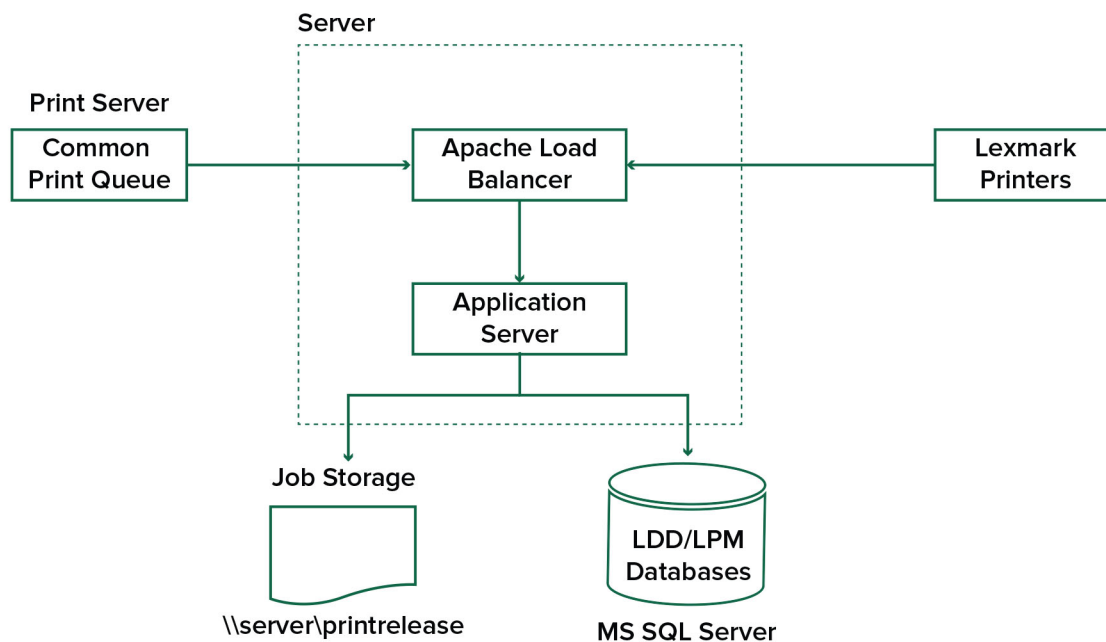 Server
Print Server
Common
Print Queue
Apache Load
Balancer
Lexmark
Printers
Application
Server
Job Storage
\\server\printrelease
LDD/LPM
Databases
MS SQL Server